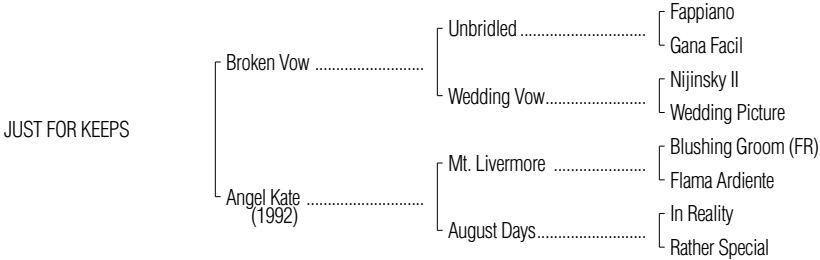 Fappiano
Unbridled ..............................
Gana Facil
Broken Vow ..........................
Nijinsky II
Wedding Vow........................
Wedding Picture
JUST FOR KEEPS
Blushing Groom (FR)
Mt. Livermore ......................
Flama Ardiente
Angel Kate ............................
(1992)
In Reality
August Days..........................
Rather Special